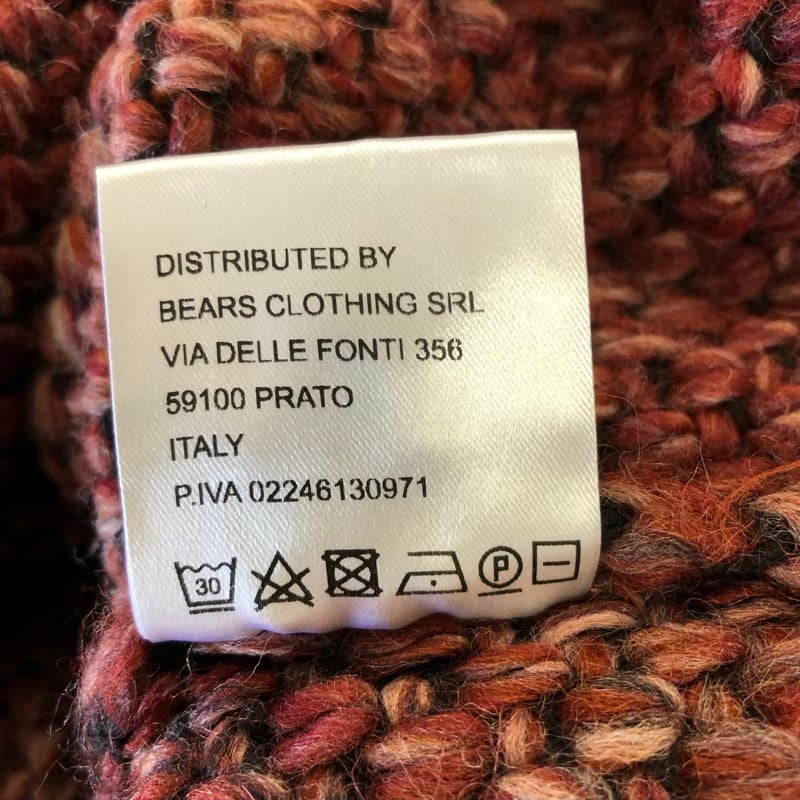 DISTRIBUTED BY
BEARS CLOTHING SRL
VIA DELLE FONTI 356
59100 PRATO
ITALY
P.IVA 02246130971
30 P